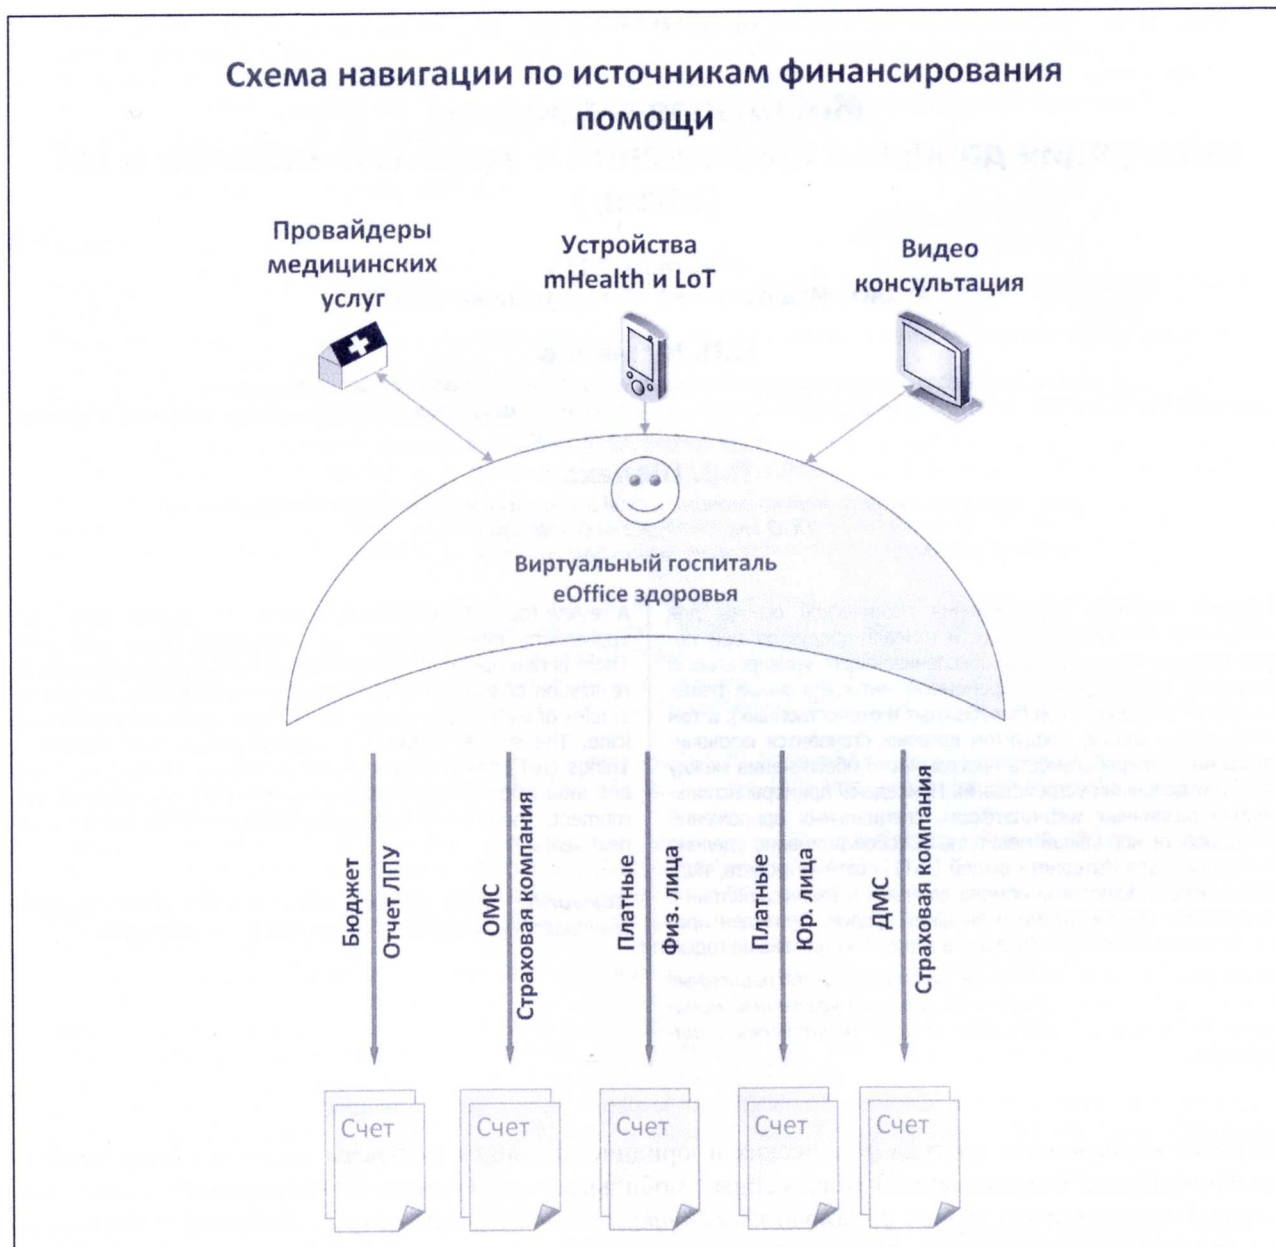 Схема навигации по источникам финансирования
помощи
Провайдеры
медицинских
услуг
Устройства
mHealth и LoT
Видео
консультация
Виртуальный госпиталь
eOffice здоровья
Бюджет
Отчет ЛПУ
ОМС
Страховая компания
Платные
Физ. лица
Платные
Юр. лица
ДМС
Страховая компания
Счет
Счет
Счет
Счет
Счет